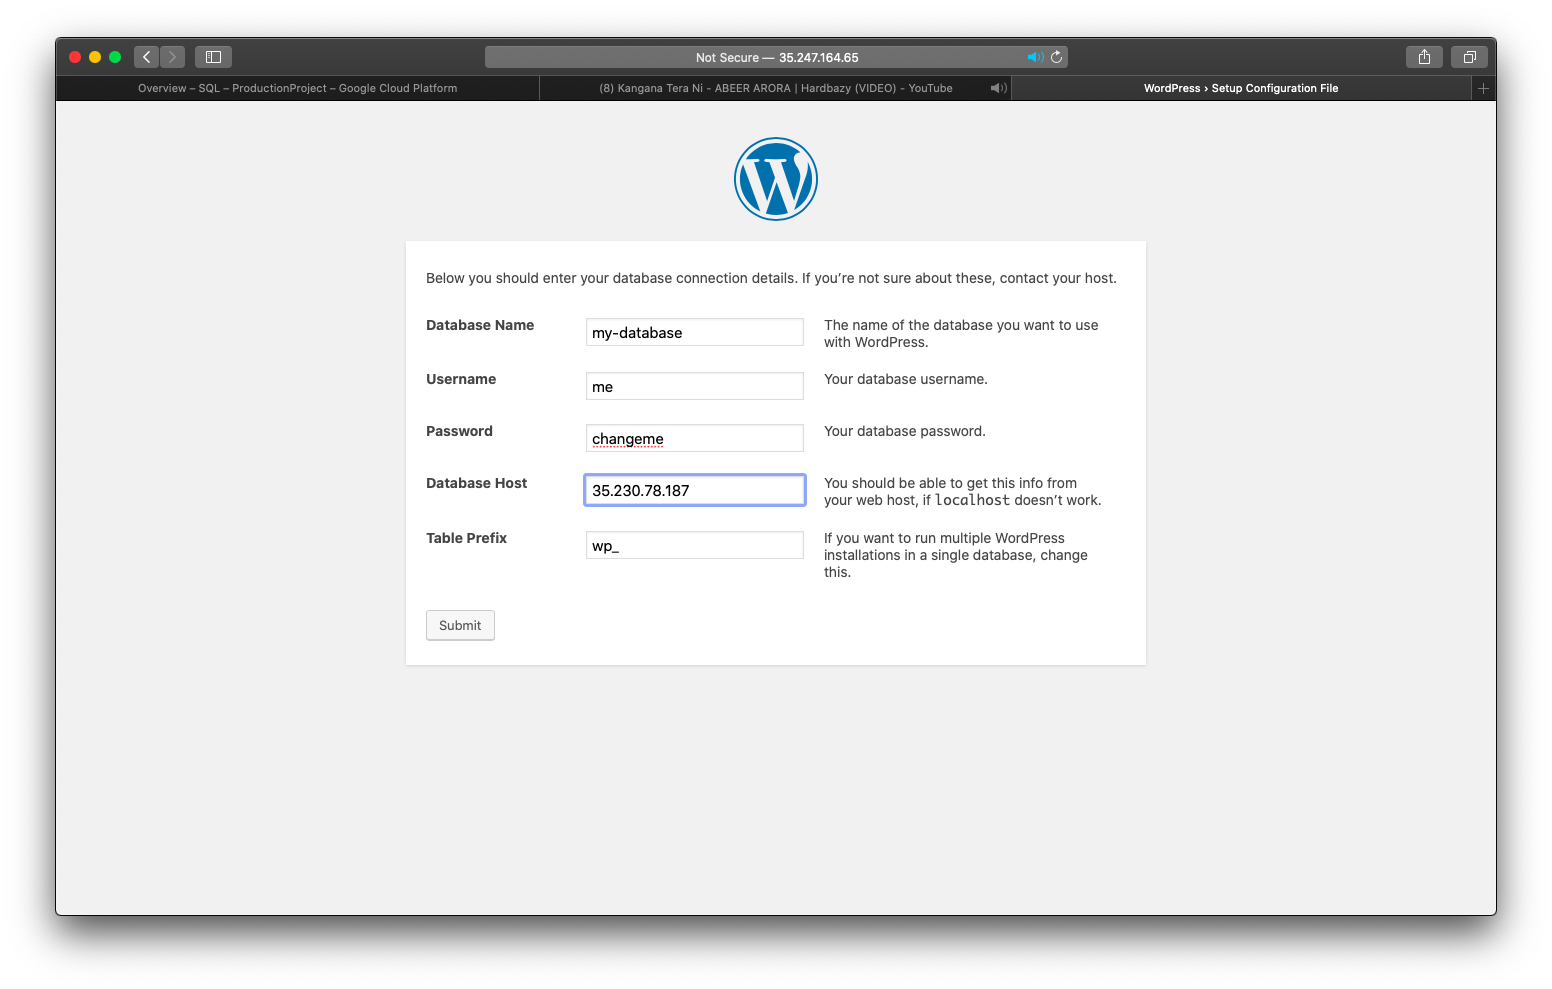 Not Secure — 35.247.164.65
Overview – SQL – ProductionProject – Google Cloud Platform
(8) Kangana Tera Ni - ABEER ARORA | Hardbazy (VIDEO) - YouTube
WordPress › Setup Configuration File
Below you should enter your database connection details. If you’re not sure about these, contact your host.
Database Name
my-database
The name of the database you want to use
with WordPress.
Username
me
Your database username.
Password
changeme
Your database password.
Database Host
35.230.78.187
You should be able to get this info from
your web host, if localhost doesn’t work.
Table Prefix
wp_
If you want to run multiple WordPress
installations in a single database, change
this.
Submit